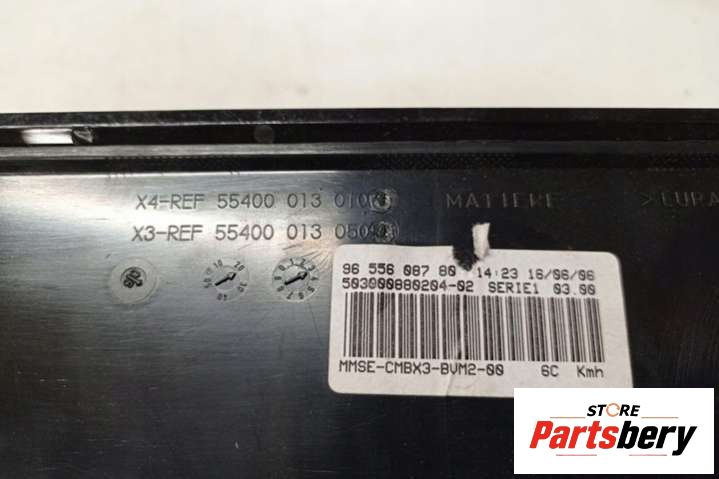 X4-REF 55400 013 010
X3-REF 55400 013 050
MATIERE
96 556 087 80 14:23 16/06/06
503000880204-02 SERIE1 03.00
MMSE-CMBX3-BVM2-00 6C Kmh
STORE
Partsbery